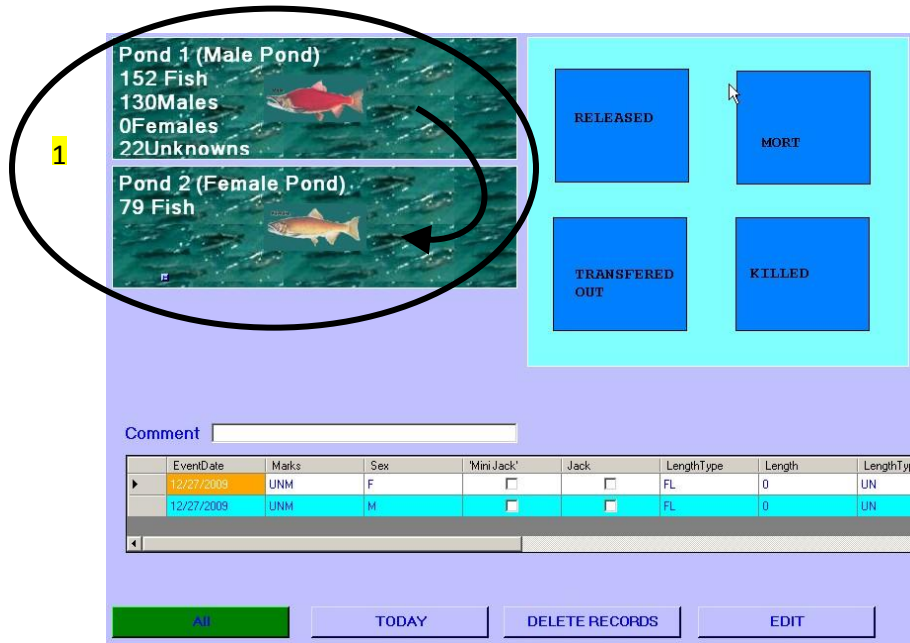 Pond 1 (Male Pond)
152 Fish
130Males
0Females
22Unknowns
1
Pond 2 (Female Pond)
79 Fish
RELEASED
MORT
TRANSFERED
OUT
KILLED
Comment
EventDate Marks Sex 'Mini Jack' Jack LengthType Length LengthTy
12/27/2009 UNM F FL 0 UN
12/27/2009 UNM M FL 0 UN
All TODAY DELETE RECORDS EDIT